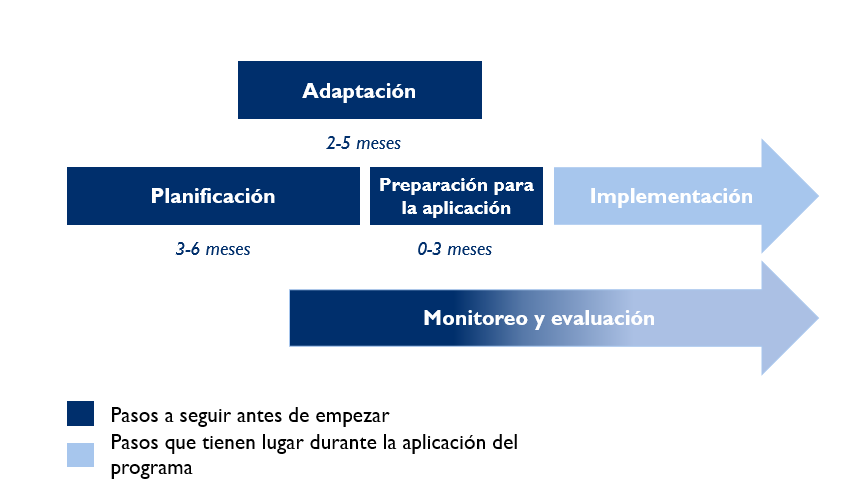 Adaptación
2-5 meses
Planificación
Preparación para
la aplicación
Implementación
3-6 meses
0-3 meses
Monitoreo y evaluación
Pasos a seguir antes de empezar
Pasos que tienen lugar durante la aplicación del
programa